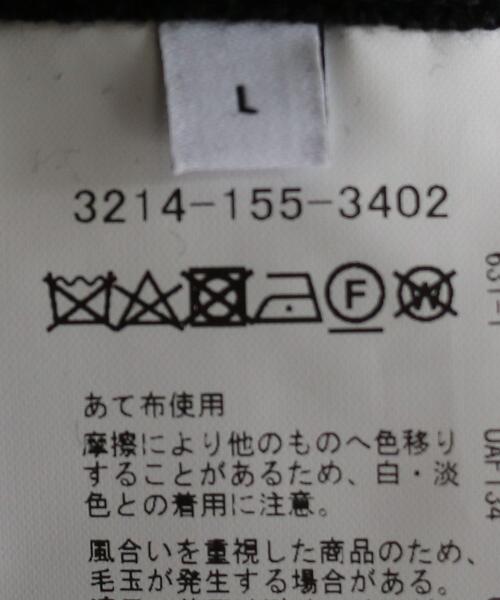 L
3214-155-3402
F
W
あて布使用
摩擦により他のものへ色移り
することがあるため、白・淡
色との着用に注意。
風合いを重視した商品のため、
毛玉が発生する場合がある。